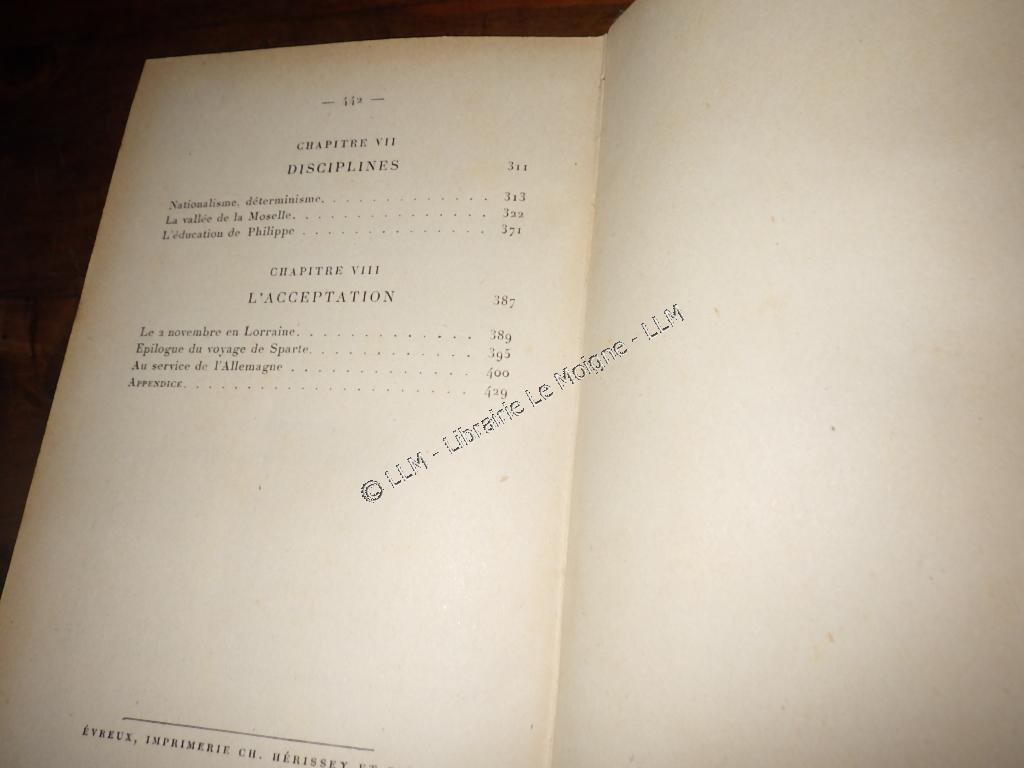 — 442 —
CHAPITRE VII
DISCIPLINES 311
Nationalisme, déterminisme. . . . . . . . . . . . 313
La vallée de la Moselle. . . . . . . . . . . . . . . 322
L'éducation de Philippe . . . . . . . . . . . . . . 371
CHAPITRE VIII
L'ACCEPTATION 387
Le 2 novembre en Lorraine. . . . . . . . . . . . 389
Epilogue du voyage de Sparte. . . . . . . . . . . 395
Au service de l'Allemagne . . . . . . . . . . . . 400
APPENDICE. . . . . . . . . . . . . . . . . . . . 429
© LLM - Librairie Le Moigne - LLM
ÉVREUX, IMPRIMERIE CH. HÉRISSEY ET